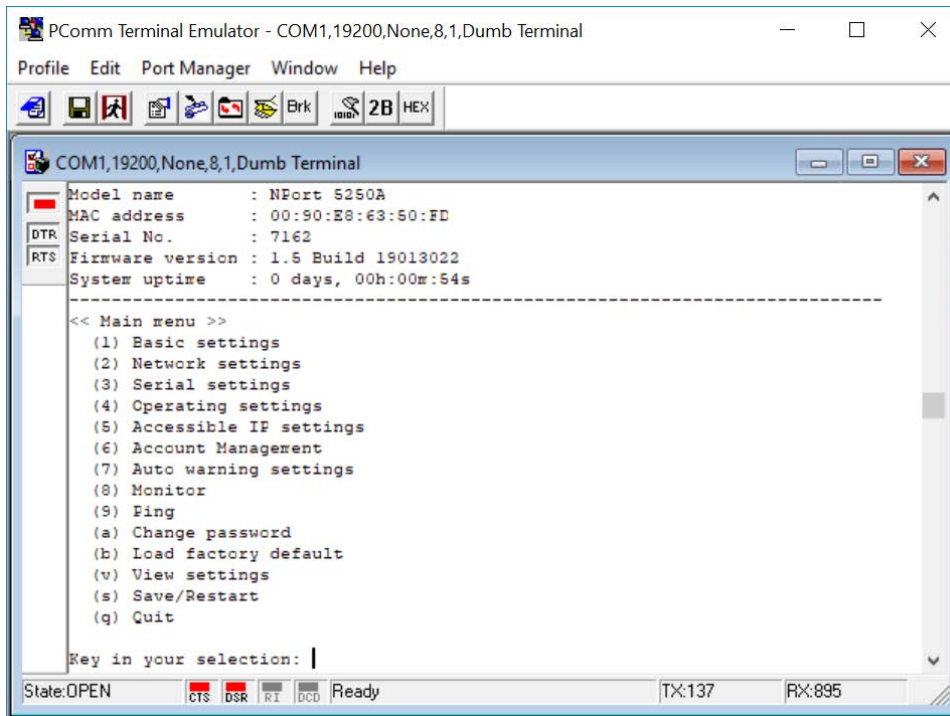 PComm Terminal Emulator - COM1,19200,None,8,1,Dumb Terminal
Profile Edit Port Manager Window Help
Brk 2B HEX
COM1,19200,None,8,1,Dumb Terminal
DTR
RTS
Model name : NPort 5250A
MAC address : 00:90:E8:63:50:FD
Serial No. : 7162
Firmware version : 1.5 Build 19013022
System uptime : 0 days, 00h:00m:54s
--------------------------------------------------------------------------
<< Main menu >>
(1) Basic settings
(2) Network settings
(3) Serial settings
(4) Operating settings
(5) Accessible IP settings
(6) Account Management
(7) Auto warning settings
(8) Monitor
(9) Ping
(a) Change password
(b) Load factory default
(v) View settings
(s) Save/Restart
(q) Quit
Key in your selection:
State:OPEN CTS DSR RI DCD Ready TX:137 RX:895